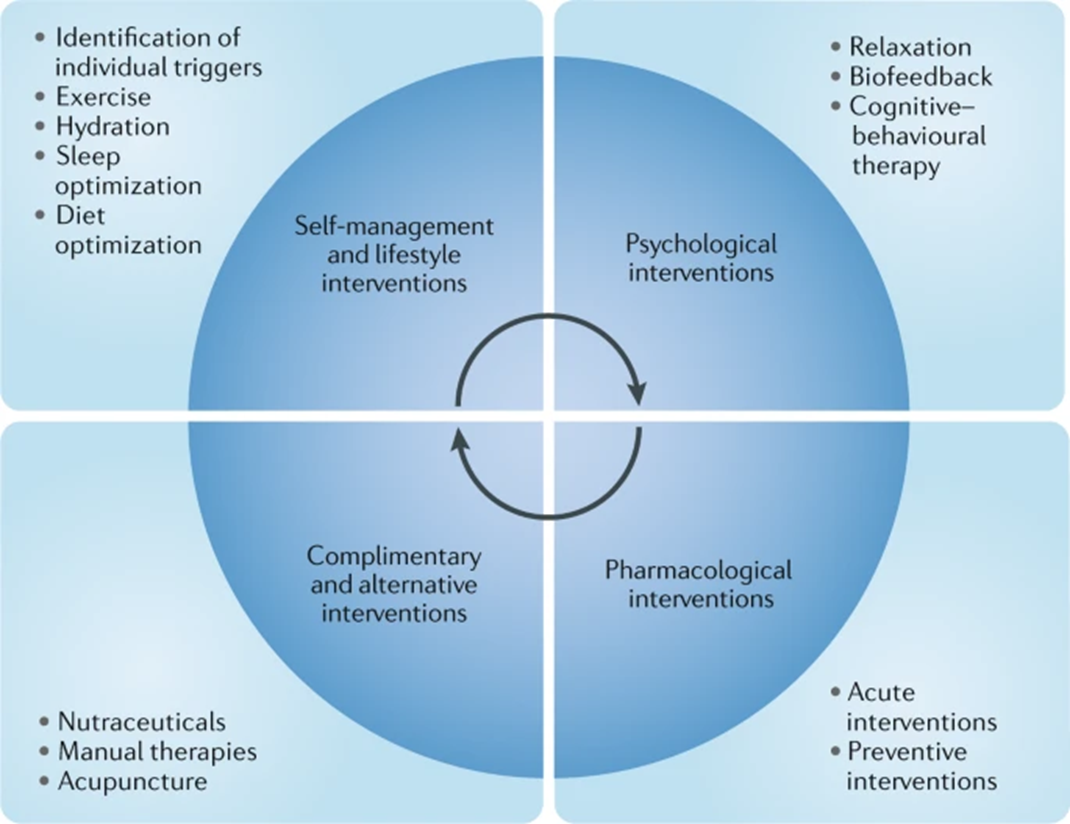 • Identification of
individual triggers
• Exercise
• Hydration
• Sleep
optimization
• Diet
optimization
Self-management
and lifestyle
interventions
• Relaxation
• Biofeedback
• Cognitive–
behavioural
therapy
Psychological
interventions
Complimentary
and alternative
interventions
• Nutraceuticals
• Manual therapies
• Acupuncture
Pharmacological
interventions
• Acute
interventions
• Preventive
interventions